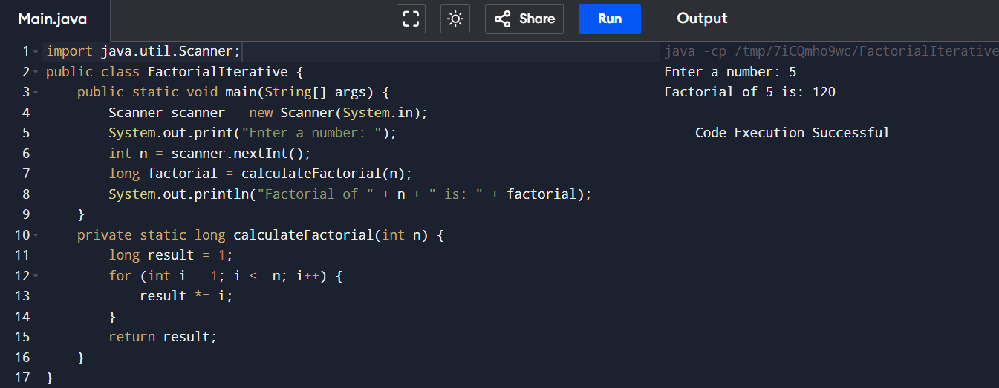 Main.java
Share
Run
Output
1 import java.util.Scanner;
2 public class FactorialIterative {
3     public static void main(String[] args) {
4         Scanner scanner = new Scanner(System.in);
5         System.out.print("Enter a number: ");
6         int n = scanner.nextInt();
7         long factorial = calculateFactorial(n);
8         System.out.println("Factorial of " + n + " is: " + factorial);
9     }
10     private static long calculateFactorial(int n) {
11         long result = 1;
12         for (int i = 1; i <= n; i++) {
13             result *= i;
14         }
15         return result;
16     }
17 }
java -cp /tmp/7iCQmho9wc/FactorialIterative
Enter a number: 5
Factorial of 5 is: 120
=== Code Execution Successful ===